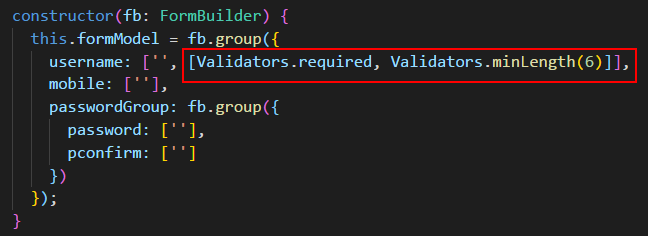 constructor(fb: FormBuilder) {
  this.formModel = fb.group({
    username: ['', [Validators.required, Validators.minLength(6)]],
    mobile: [''],
    passwordGroup: fb.group({
      password: [''],
      pconfirm: ['']
    })
  });
}